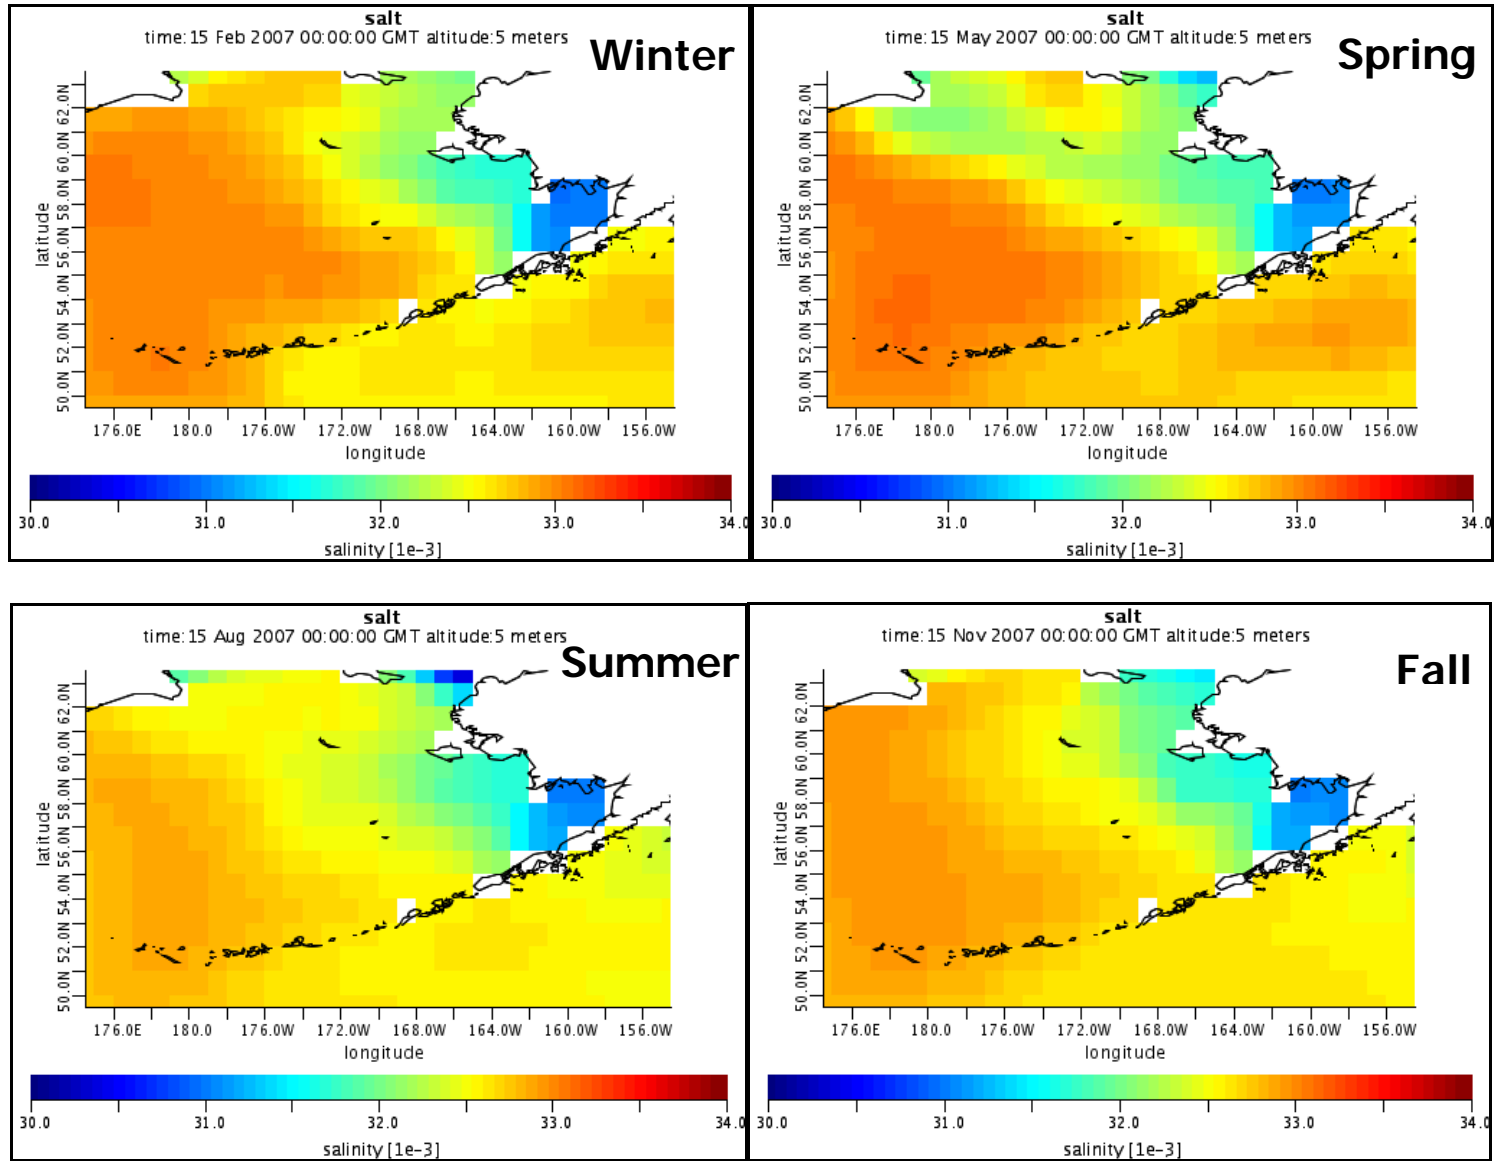 salt
time:15 Feb 2007 00:00:00 GMT altitude:5 meters
Winter
latitude
62.0N
60.0N
58.0N
56.0N
54.0N
52.0N
50.0N
176.0E 180.0 176.0W 172.0W 168.0W 164.0W 160.0W 156.0W
longitude
30.0 31.0 32.0 33.0 34.0
salinity [1e-3]
salt
time:15 May 2007 00:00:00 GMT altitude:5 meters
Spring
latitude
62.0N
60.0N
58.0N
56.0N
54.0N
52.0N
50.0N
176.0E 180.0 176.0W 172.0W 168.0W 164.0W 160.0W 156.0W
longitude
30.0 31.0 32.0 33.0 34.0
salinity [1e-3]
salt
time:15 Aug 2007 00:00:00 GMT altitude:5 meters
Summer
latitude
62.0N
60.0N
58.0N
56.0N
54.0N
52.0N
50.0N
176.0E 180.0 176.0W 172.0W 168.0W 164.0W 160.0W 156.0W
longitude
30.0 31.0 32.0 33.0 34.0
salinity [1e-3]
salt
time:15 Nov 2007 00:00:00 GMT altitude:5 meters
Fall
latitude
62.0N
60.0N
58.0N
56.0N
54.0N
52.0N
50.0N
176.0E 180.0 176.0W 172.0W 168.0W 164.0W 160.0W 156.0W
longitude
30.0 31.0 32.0 33.0 34.0
salinity [1e-3]